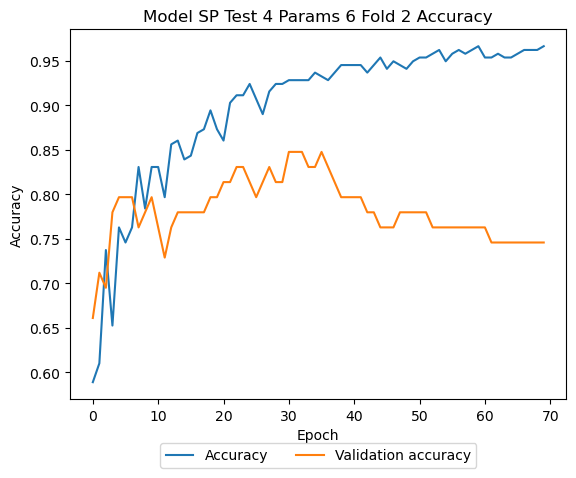 Model SP Test 4 Params 6 Fold 2 Accuracy
Accuracy
0.95
0.90
0.85
0.80
0.75
0.70
0.65
0.60
0 10 20 30 40 50 60 70
Epoch
Accuracy Validation accuracy